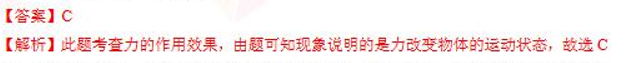 【答案】C
【解析】此题考查力的作用效果，由题可知现象说明的是力改变物体的运动状态，故选 C